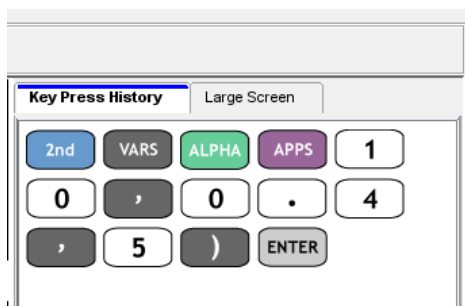 Key Press History Large Screen
2nd VARS ALPHA APPS 1
0 , 0 . 4
, 5 ) ENTER